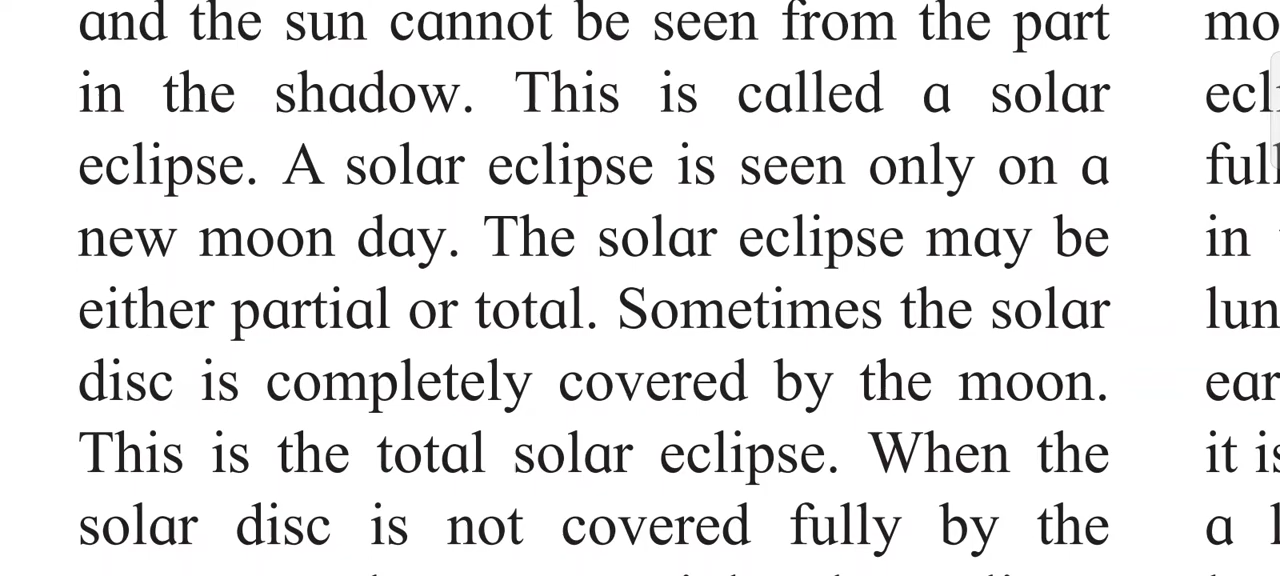 and the sun cannot be seen from the part
in the shadow. This is called a solar
eclipse. A solar eclipse is seen only on a
new moon day. The solar eclipse may be
either partial or total. Sometimes the solar
disc is completely covered by the moon.
This is the total solar eclipse. When the
solar disc is not covered fully by the
in
it is
a